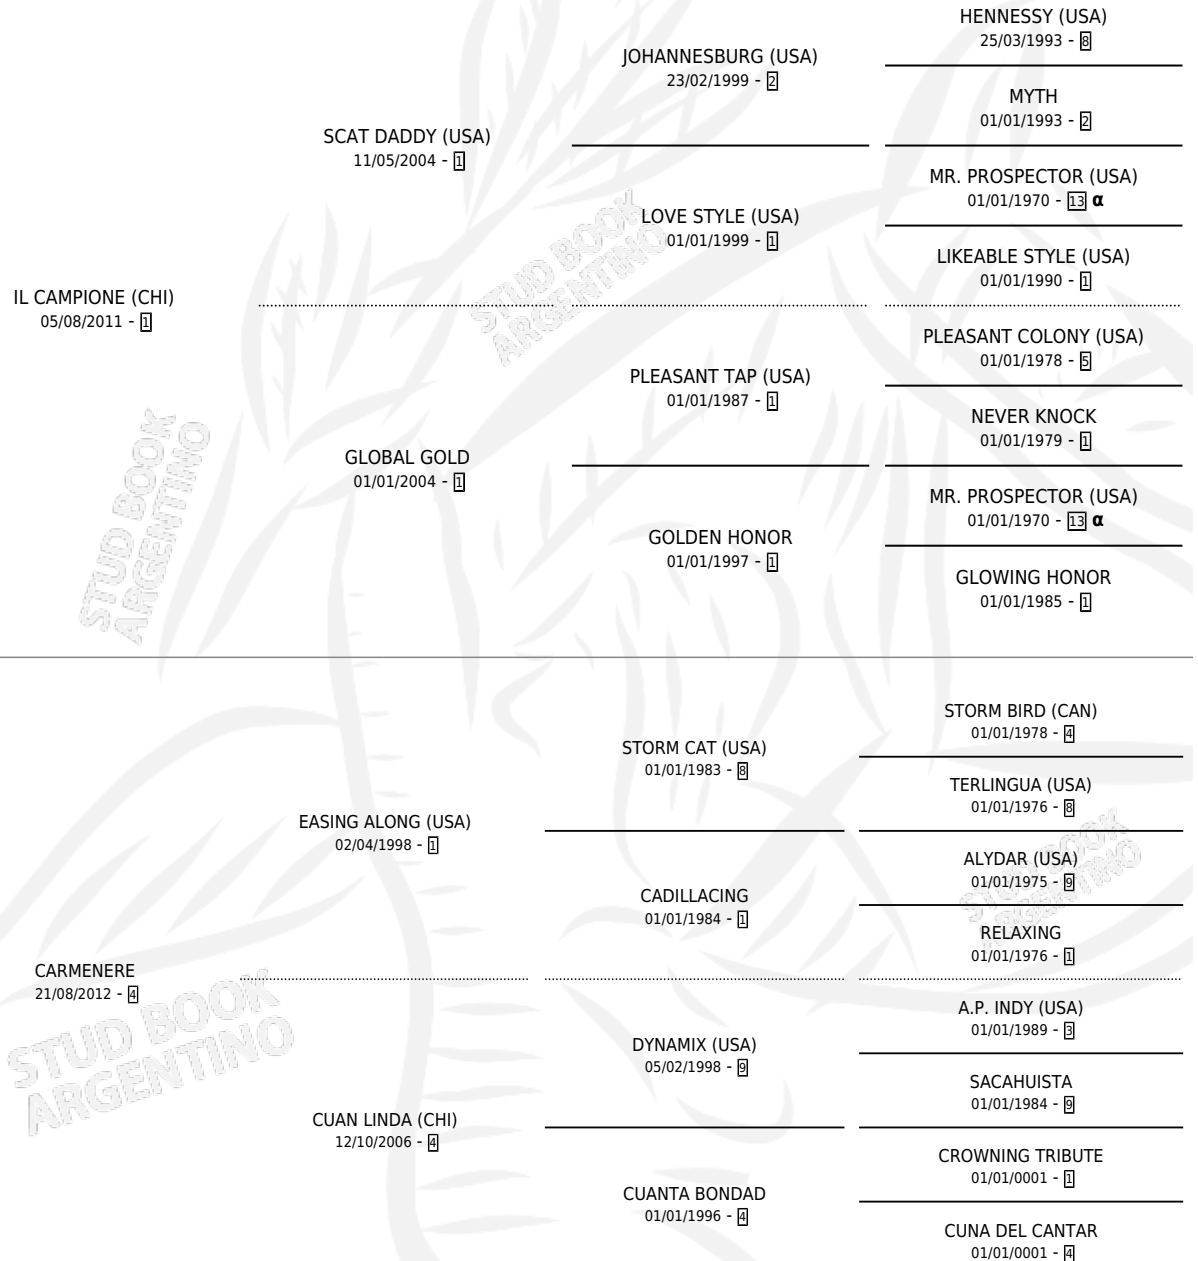 HENNESSY (USA)
25/03/1993 - 8
JOHANNESBURG (USA)
23/02/1999 - 2
MYTH
01/01/1993 - 2
SCAT DADDY (USA)
11/05/2004 - 1
MR. PROSPECTOR (USA)
01/01/1970 - 13 α
LOVE STYLE (USA)
01/01/1999 - 1
LIKEABLE STYLE (USA)
01/01/1990 - 1
IL CAMPIONE (CHI)
05/08/2011 - 1
PLEASANT COLONY (USA)
01/01/1978 - 5
PLEASANT TAP (USA)
01/01/1987 - 1
NEVER KNOCK
01/01/1979 - 1
GLOBAL GOLD
01/01/2004 - 1
MR. PROSPECTOR (USA)
01/01/1970 - 13 α
GOLDEN HONOR
01/01/1997 - 1
GLOWING HONOR
01/01/1985 - 1
STORM BIRD (CAN)
01/01/1978 - 4
STORM CAT (USA)
01/01/1983 - 8
TERLINGUA (USA)
01/01/1976 - 8
EASING ALONG (USA)
02/04/1998 - 1
ALYDAR (USA)
01/01/1975 - 9
CADILLACING
01/01/1984 - 1
RELAXING
01/01/1976 - 1
CARMENERE
21/08/2012 - 4
A.P. INDY (USA)
01/01/1989 - 3
DYNAMIX (USA)
05/02/1998 - 9
SACAHUISTA
01/01/1984 - 9
CUAN LINDA (CHI)
12/10/2006 - 4
CROWNING TRIBUTE
01/01/0001 - 1
CUANTA BONDAD
01/01/1996 - 4
CUNA DEL CANTAR
01/01/0001 - 4
STUD BOOK
ARGENTINO
STUD BOOK
ARGENTINO
STUD BOOK
ARGENTINO
STUD BOOK
ARGENTINO